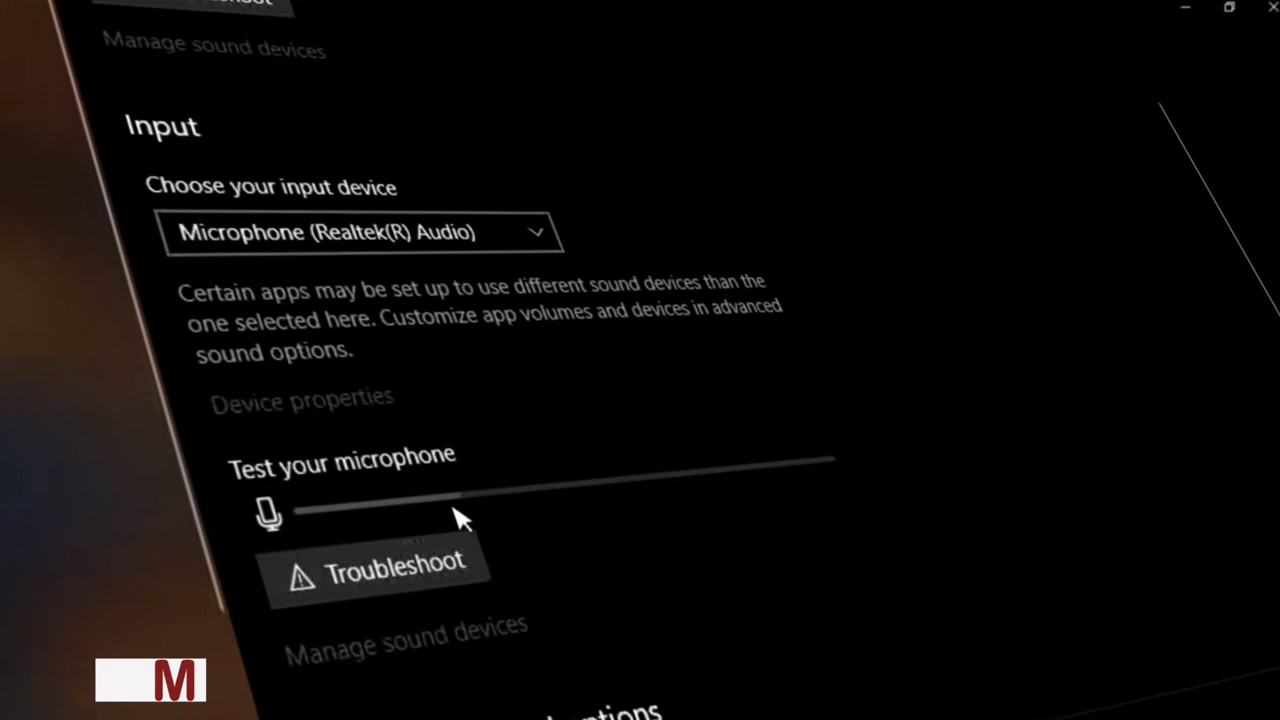 Manage sound devices
Input
Choose your input device
Microphone (Realtek(R) Audio)
Certain apps may be set up to use different sound devices than the
one selected here. Customize app volumes and devices in advanced
sound options.
Device properties
Test your microphone
Troubleshoot
Manage sound devices
M